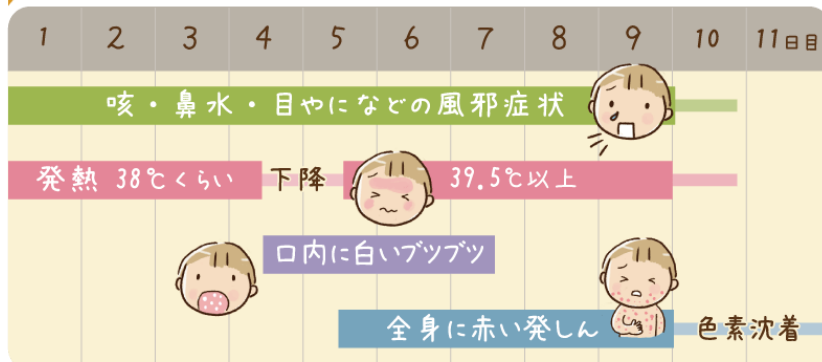 1 2 3 4 5 6 7 8 9 10 11日目
咳・鼻水・目やになどの風邪症状
発熱 38℃くらい 下降 39.5℃以上
口内に白いブツブツ
全身に赤い発しん 色素沈着